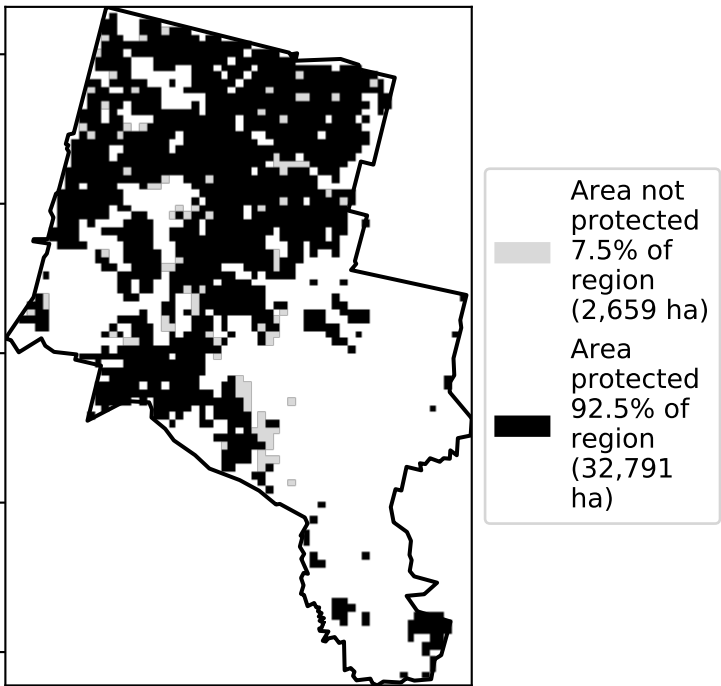 Area not
protected
7.5% of
region
(2,659 ha)
Area
protected
92.5% of
region
(32,791
ha)